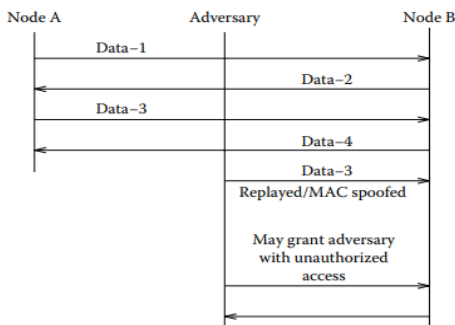 Node A
Adversary
Node B
Data-1
Data-2
Data-3
Data-4
Data-3
Replayed/MAC spoofed
May grant adversary
with unauthorized
access